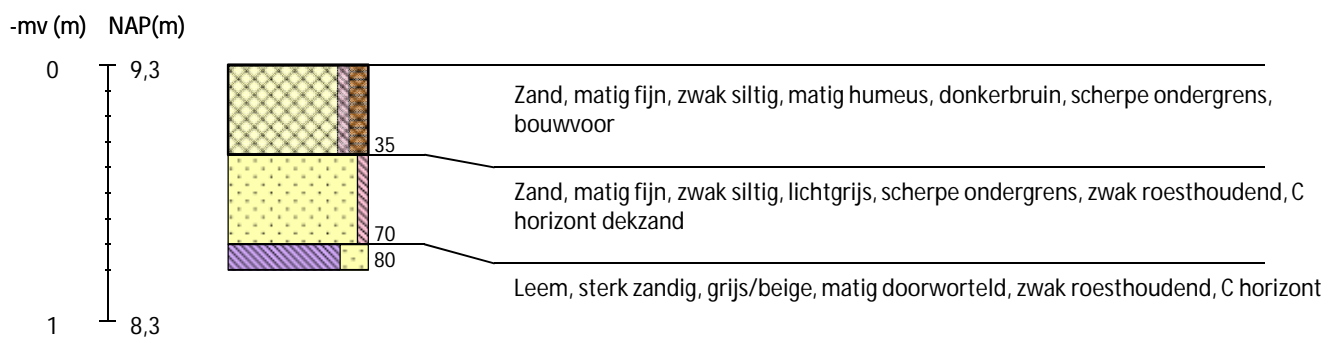 -mv (m) NAP(m)
0 9,3
Zand, matig fijn, zwak siltig, matig humeus, donkerbruin, scherpe ondergrens,
bouwvoor
35
Zand, matig fijn, zwak siltig, lichtgrijs, scherpe ondergrens, zwak roesthoudend, C
horizont dekzand
70
80
Leem, sterk zandig, grijs/beige, matig doorworteld, zwak roesthoudend, C horizont
1 8,3